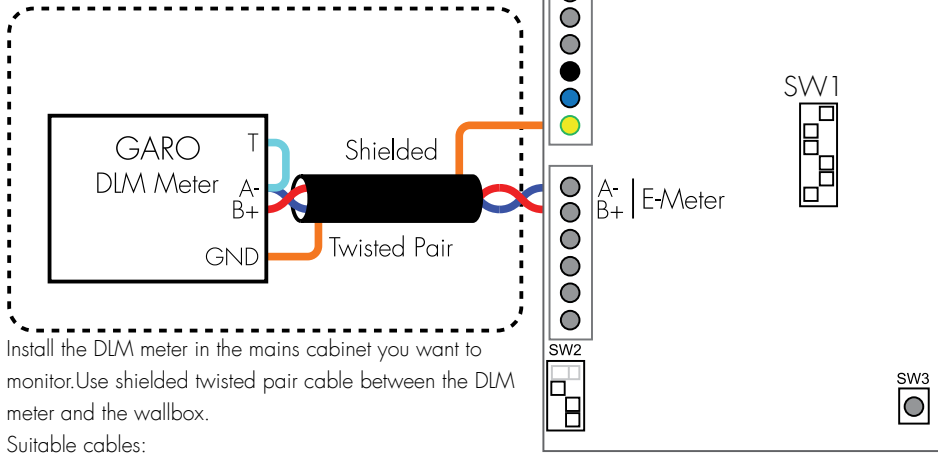 SW1
GARO
DLM Meter
T
A-
B+
GND
Shielded
Twisted Pair
A-
B+
E-Meter
SW2
SW3
Install the DLM meter in the mains cabinet you want to
monitor.Use shielded twisted pair cable between the DLM
meter and the wallbox.
Suitable cables: